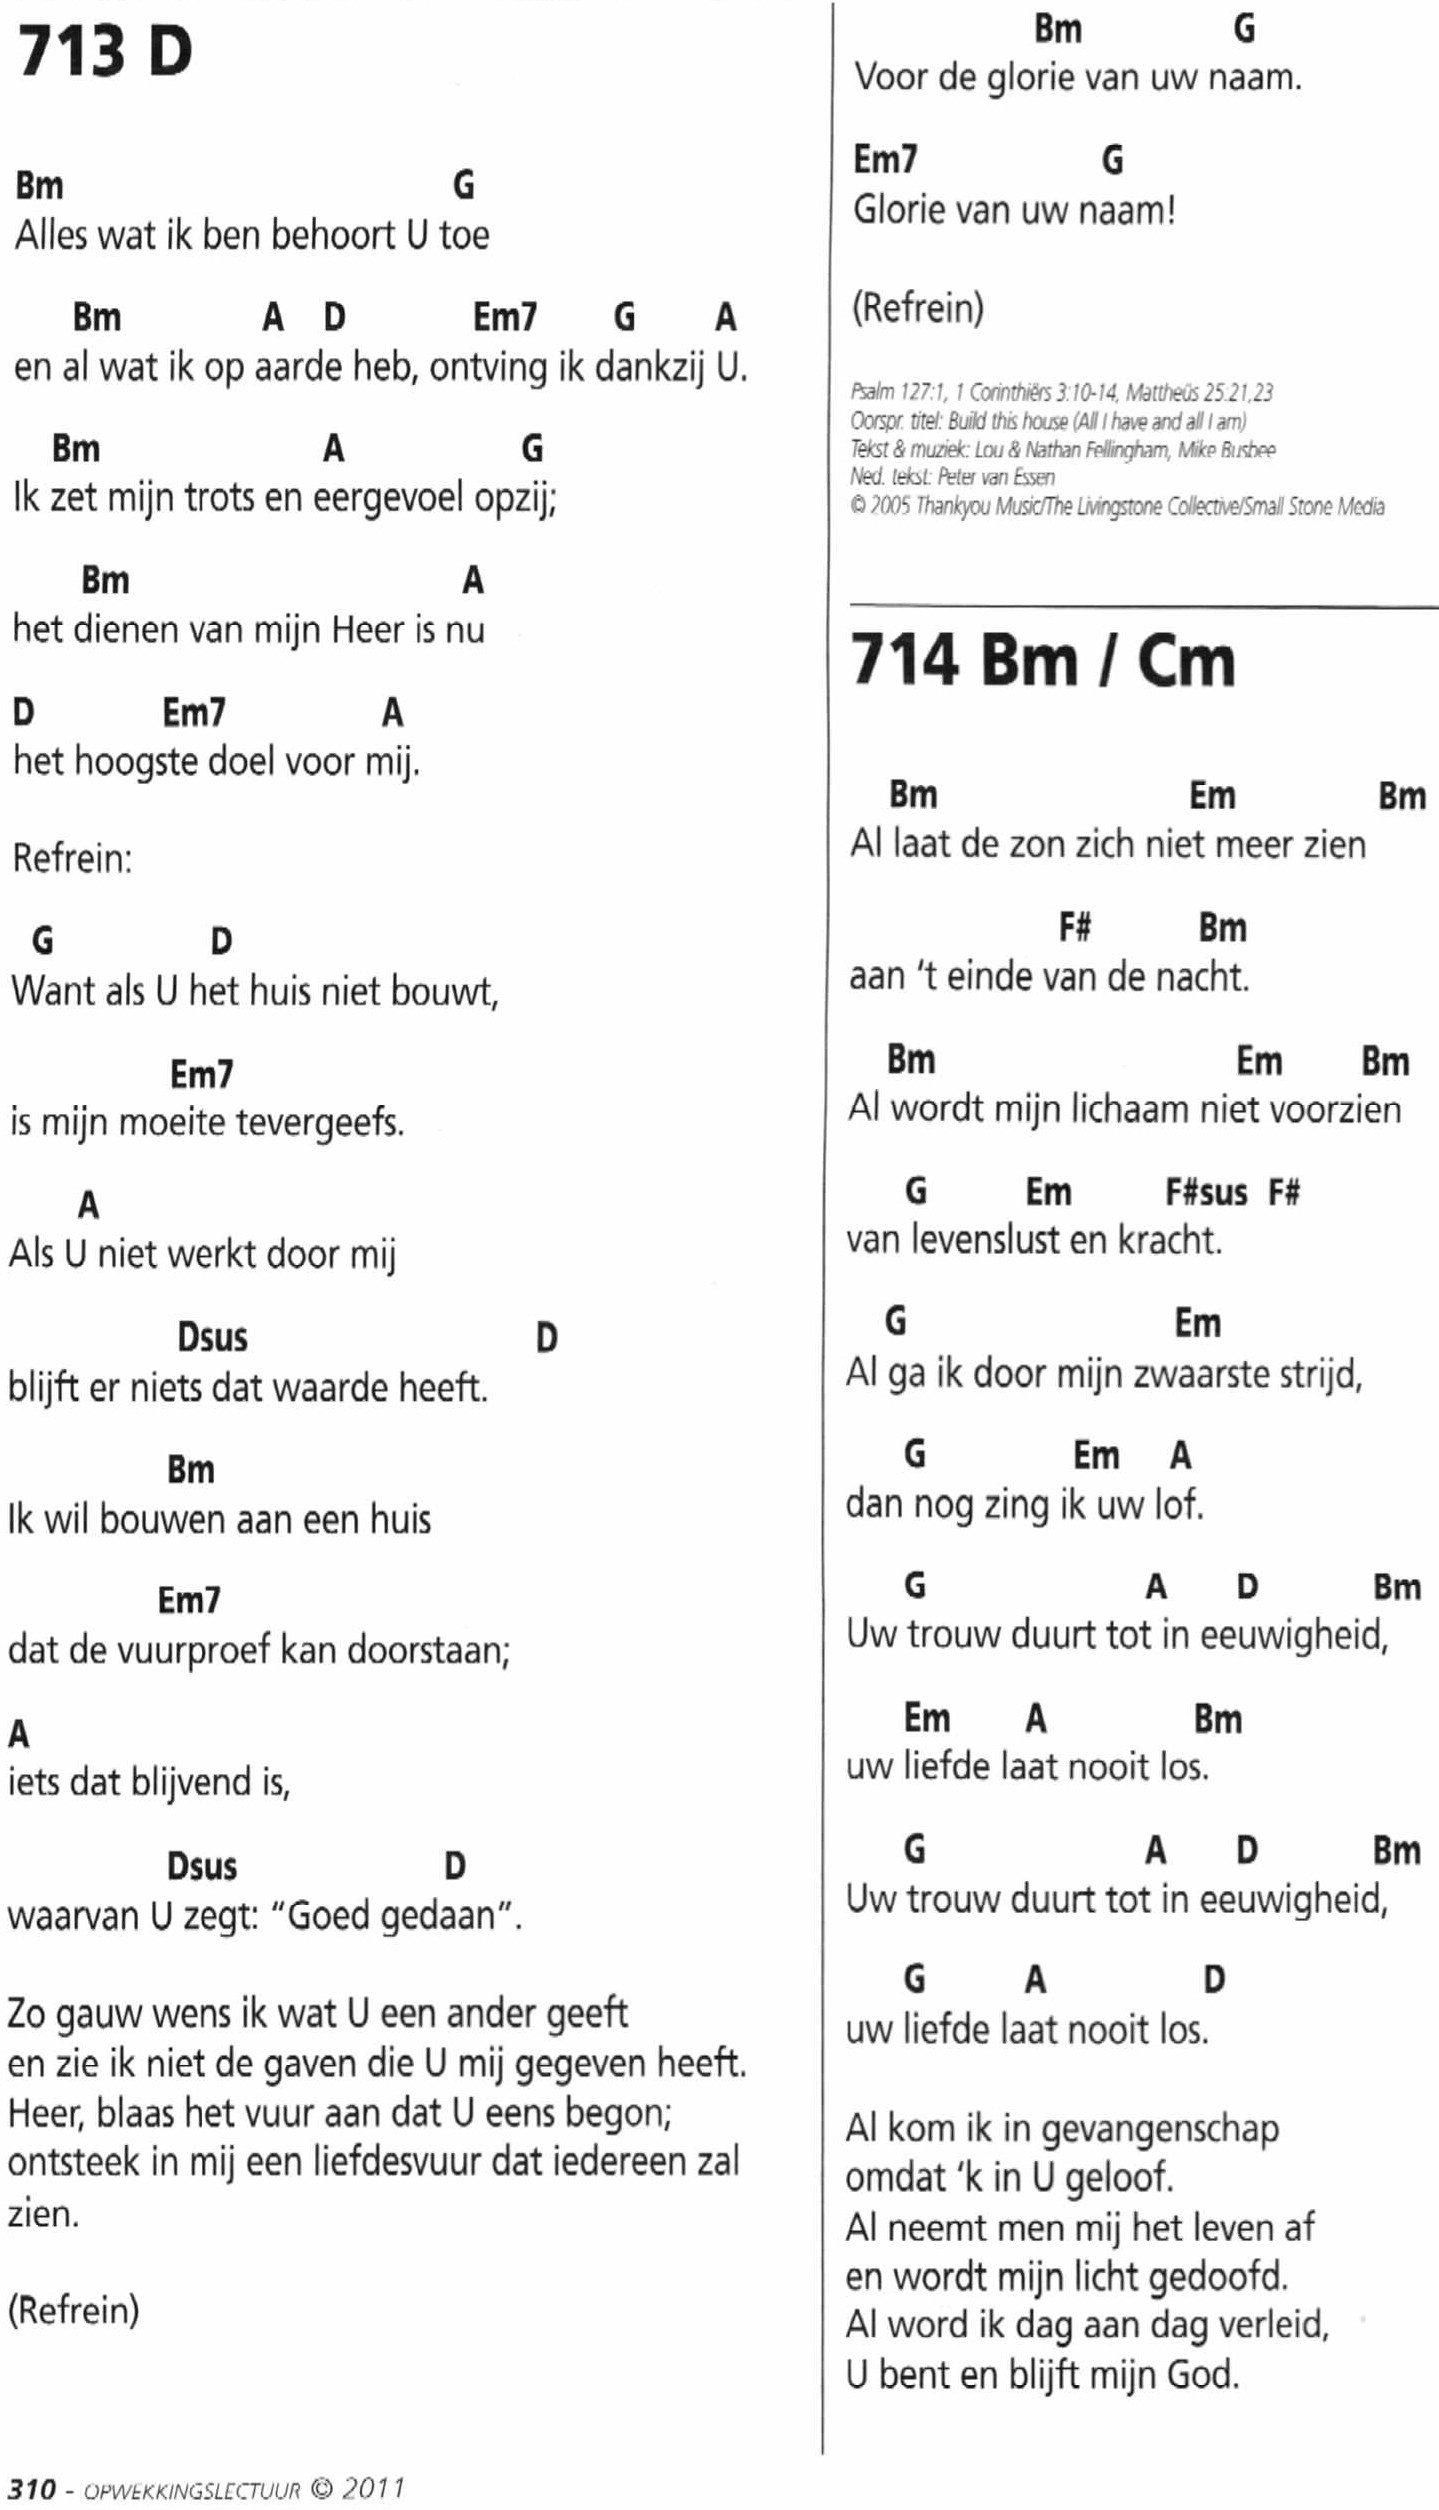 713 D
Bm G
Alles wat ik ben behoort U toe
Bm A D Em7 G A
en al wat ik op aarde heb, ontving ik dankzij U.
Bm A G
Ik zet mijn trots en eergevoel opzij;
Bm A
het dienen van mijn Heer is nu
D Em7 A
het hoogste doel voor mij.
Refrein:
G D
Want als U het huis niet bouwt,
Em7
is mijn moeite tevergeefs.
A
Als U niet werkt door mij
Dsus D
blijft er niets dat waarde heeft.
Bm
Ik wil bouwen aan een huis
Em7
dat de vuurproef kan doorstaan;
A
iets dat blijvend is,
Dsus D
waarvan U zegt: “Goed gedaan”.
Zo gauw wens ik wat U een ander geeft
en zie ik niet de gaven die U mij gegeven heeft.
Heer, blaas het vuur aan dat U eens begon;
ontsteek in mij een liefdesvuur dat iedereen zal
zien.
(Refrein)
Bm G
Voor de glorie van uw naam.
Em7 G
Glorie van uw naam!
(Refrein)
Psalm 127:1, 1 Corinthiërs 3:10-14, Mattheüs 25:21,23
Oorspr. titel: Build this house (All I have and all I am)
Tekst & muziek: Lou & Nathan Fellingham, Mike Busbee
Ned. tekst: Peter van Essen
© 2005 Thankyou Music/The Livingstone Collective/Small Stone Media
714 Bm / Cm
Bm Em Bm
Al laat de zon zich niet meer zien
F# Bm
aan ‘t einde van de nacht.
Bm Em Bm
Al wordt mijn lichaam niet voorzien
G Em F#sus F#
van levenslust en kracht.
G Em
Al ga ik door mijn zwaarste strijd,
G Em A
dan nog zing ik uw lof.
G A D Bm
Uw trouw duurt tot in eeuwigheid,
Em A Bm
uw liefde laat nooit los.
G A D Bm
Uw trouw duurt tot in eeuwigheid,
G A D
uw liefde laat nooit los.
Al kom ik in gevangenschap
omdat ‘k in U geloof.
Al neemt men mij het leven af
en wordt mijn licht gedoofd.
Al word ik dag aan dag verleid,
U bent en blijft mijn God.
310 - OPWEKKINGSLECTUUR © 2011